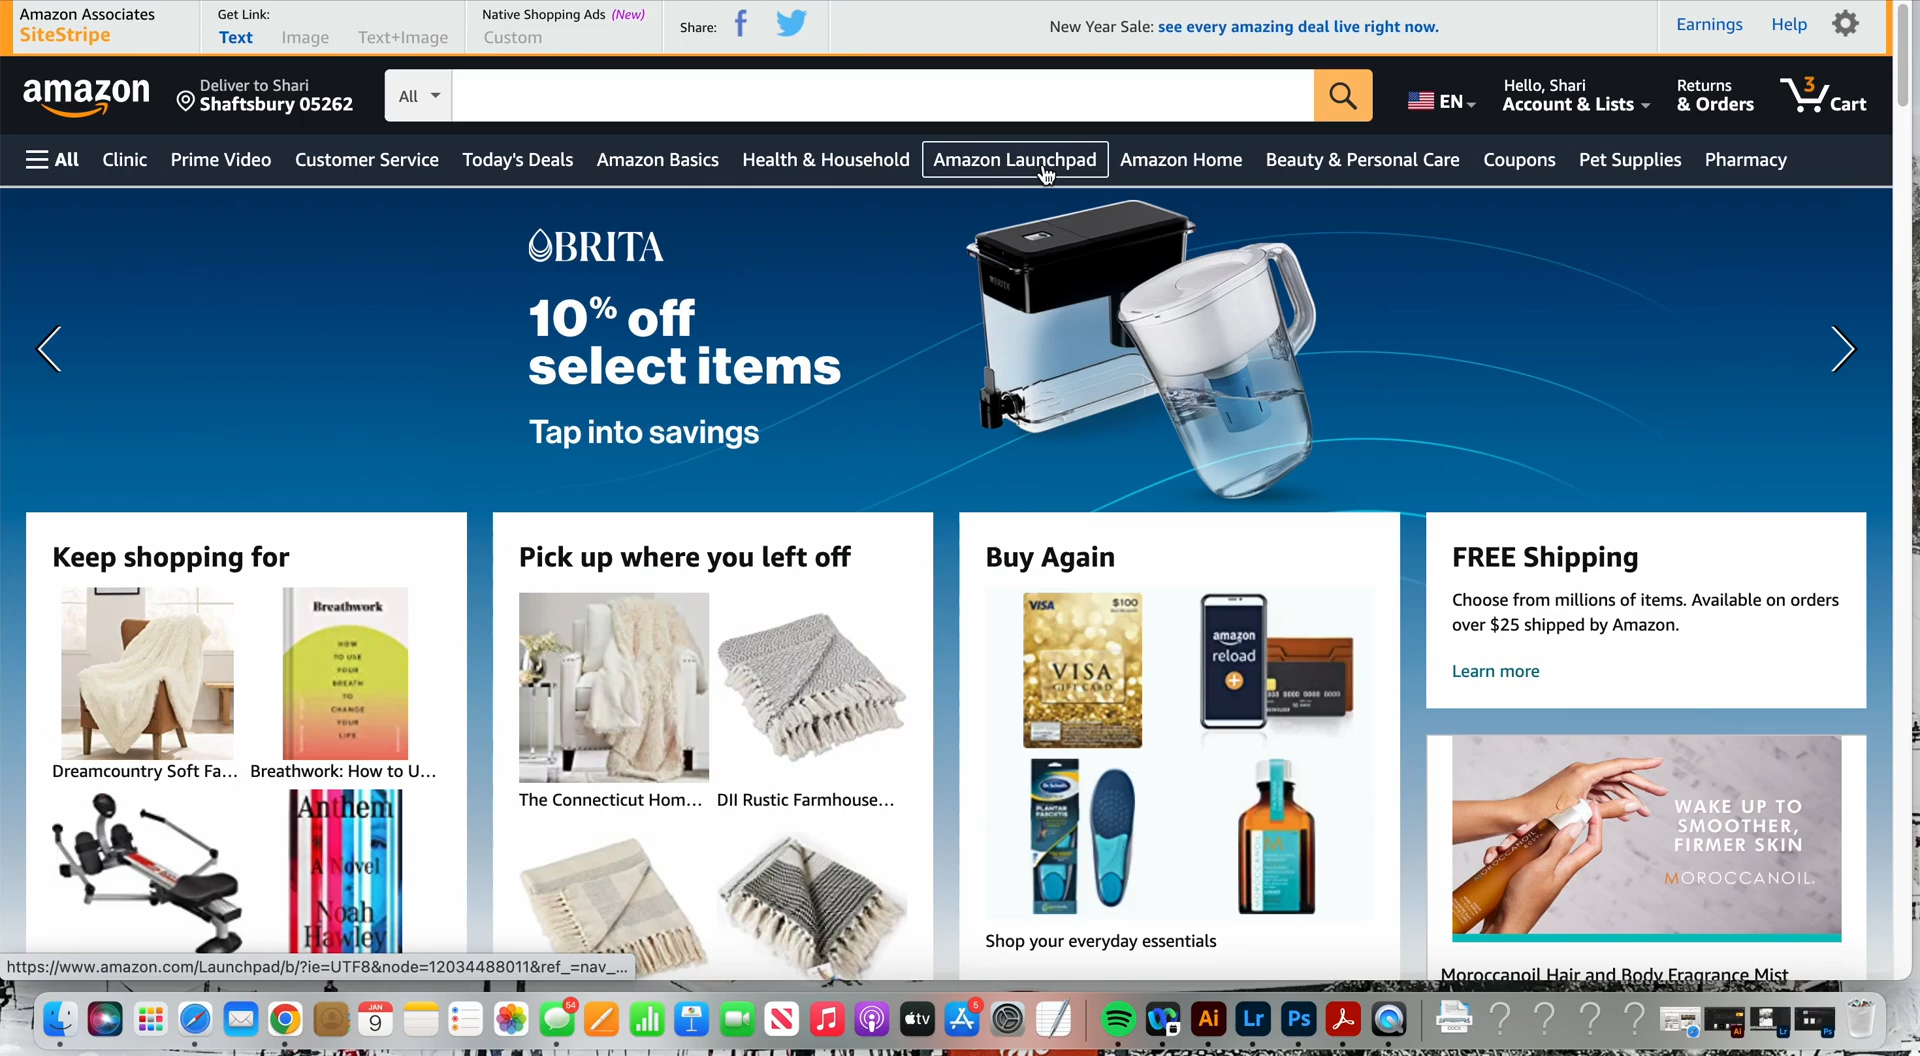 Amazon Associates
SiteStripe
Get Link:
Text Image Text+Image
Native Shopping Ads (New)
Custom
Share:
New Year Sale: see every amazing deal live right now.
Earnings Help
amazon
Deliver to Shari
Shaftsbury 05262
All
EN
Hello, Shari
Account & Lists
Returns
& Orders
3
Cart
All Clinic Prime Video Customer Service Today's Deals Amazon Basics Health & Household Amazon Launchpad Amazon Home Beauty & Personal Care Coupons Pet Supplies Pharmacy
BRITA
10% off
select items
Tap into savings
Keep shopping for
Breathwork
HOW
TO USE
YOUR
BREATH
TO
CHANGE
YOUR
LIFE
Dreamcountry Soft Fa...
Breathwork: How to U...
Anthem
A Novel
Noah
Hawley
Pick up where you left off
The Connecticut Hom...
DII Rustic Farmhouse...
Buy Again
VISA $100
VISA
GIFT CARD
amazon
reload
Dr. Scholl's
PLANTAR
FASCIITIS
Shop your everyday essentials
FREE Shipping
Choose from millions of items. Available on orders
over $25 shipped by Amazon.
Learn more
WAKE UP TO
SMOOTHER,
FIRMER SKIN
MOROCCANOIL
Moroccanoil Hair and Body Fragrance Mist
https://www.amazon.com/Launchpad/b/?ie=UTF8&node=12034488011&ref_=nav_...
JAN
9
54
tv
5
Ai
Lr
Ps
DOCX